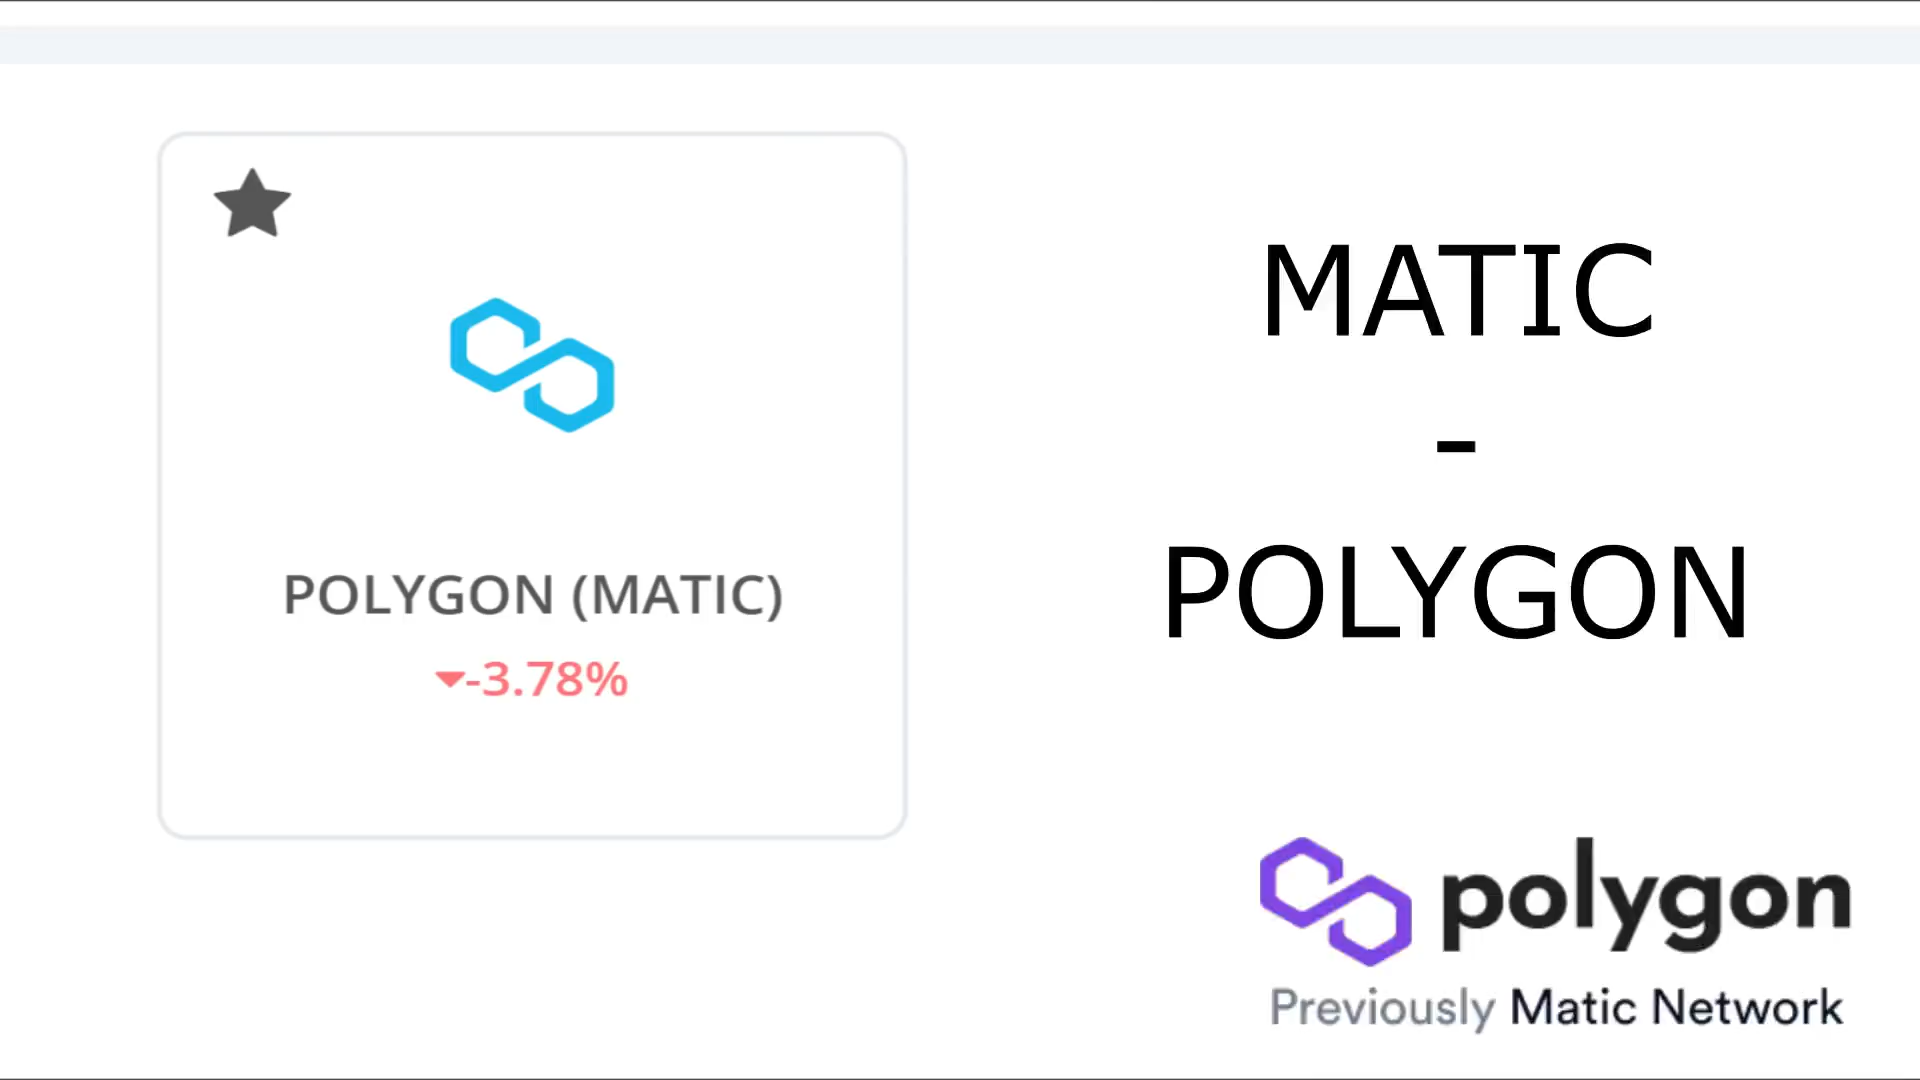 POLYGON (MATIC)
-3.78%
MATIC
-
POLYGON
polygon
Previously Matic Network